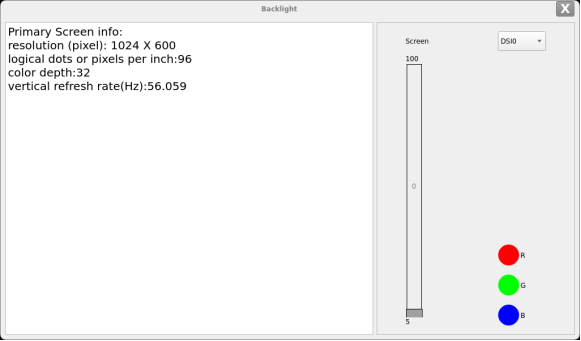 Backlight
X
Primary Screen info:
resolution (pixel): 1024 X 600
logical dots or pixels per inch:96
color depth:32
vertical refresh rate(Hz):56.059
Screen
DSI0
100
0
5
R
G
B